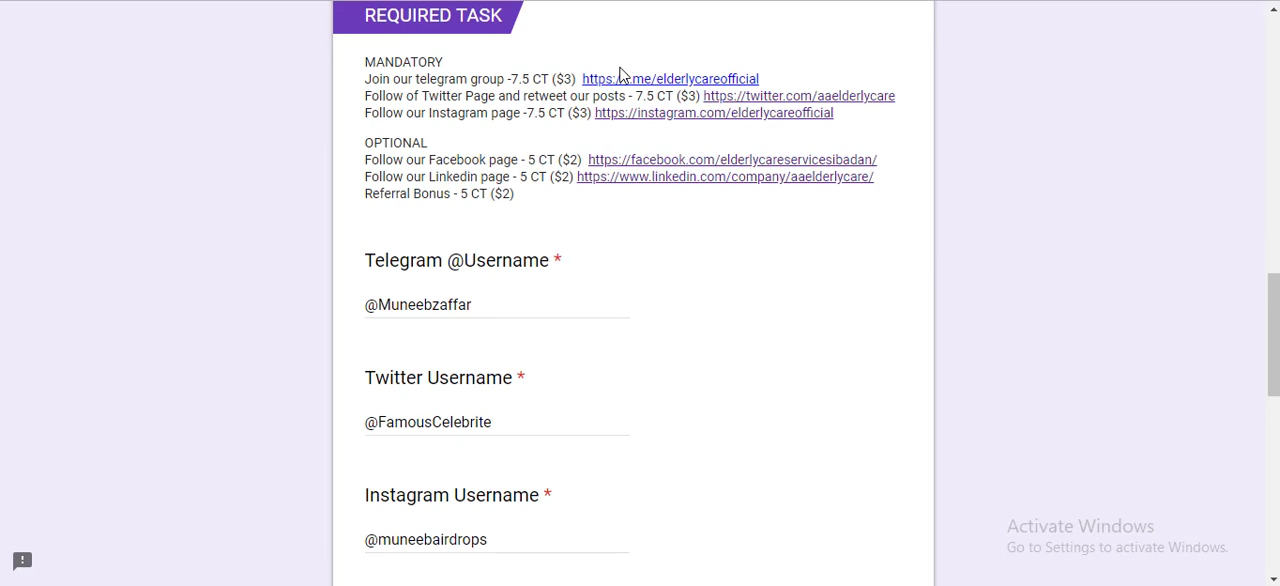 REQUIRED TASK
MANDATORY
Join our telegram group -7.5 CT ($3) https:/ .me/elderlycareofficial
Follow of Twitter Page and retweet our posts - 7.5 CT ($3) https://twitter.com/aaelderlycare
Follow our Instagram page -7.5 CT ($3) https://instagram.com/elderlycareofficial
OPTIONAL
Follow our Facebook page - 5 CT ($2) https://facebook.com/elderlycareservicesibadan/
Follow our Linkedin page - 5 CT ($2) https://www.linkedin.com/company/aaelderlycare/
Referral Bonus - 5 CT ($2)
Telegram @Username *
@Muneebzaffar
Twitter Username *
@FamousCelebrite
Instagram Username *
@muneebairdrops
Activate Windows
Go to Settings to activate Windows.